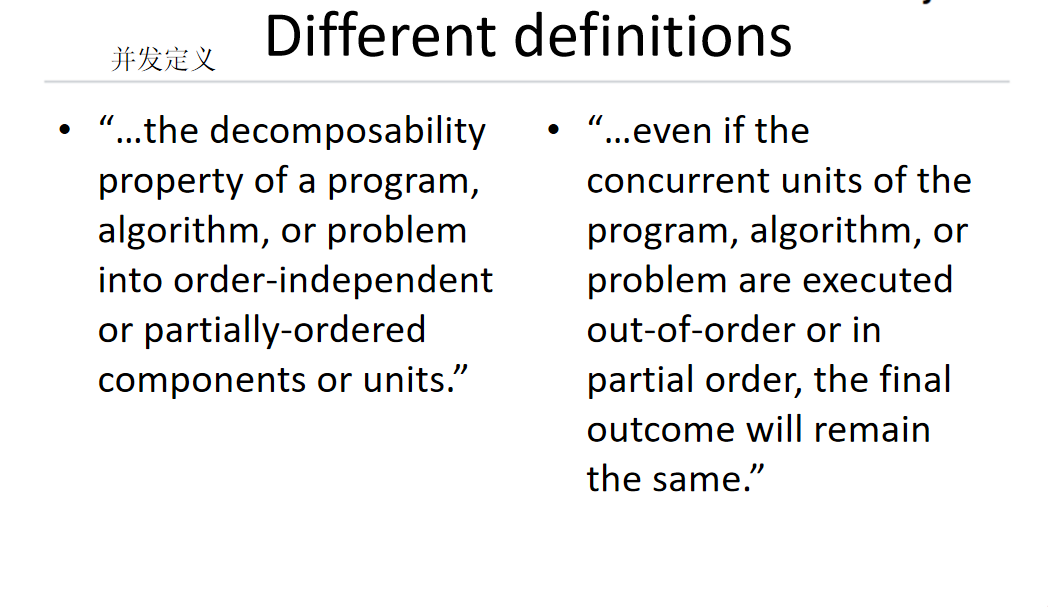 Different definitions
并发定义
• “…the decomposability
property of a program,
algorithm, or problem
into order-independent
or partially-ordered
components or units.”
• “…even if the
concurrent units of the
program, algorithm, or
problem are executed
out-of-order or in
partial order, the final
outcome will remain
the same.”